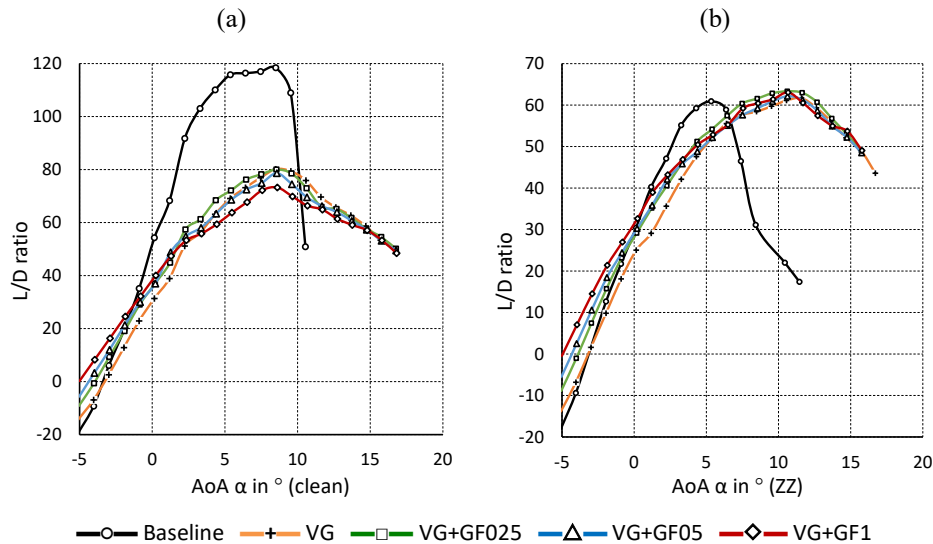 (a) (b)
120
100
80
60
40
20
0
-20
L/D ratio
-5 0 5 10 15 20
AoA α in ° (clean)
70
60
50
40
30
20
10
0
-10
-20
L/D ratio
-5 0 5 10 15 20
AoA α in ° (ZZ)
Baseline VG VG+GF025 VG+GF05 VG+GF1